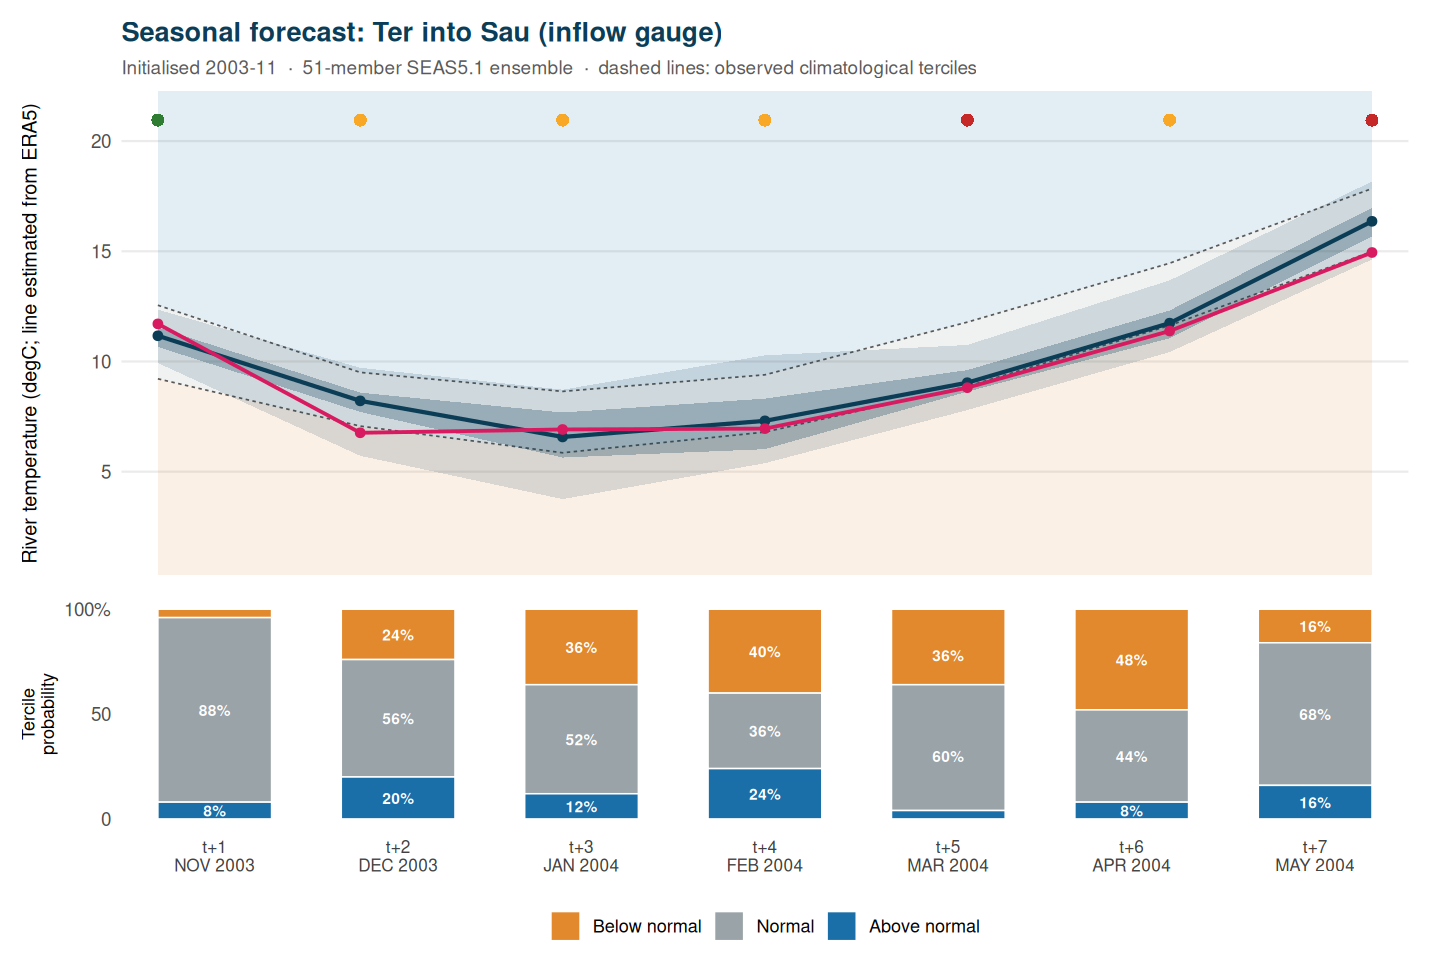 Seasonal forecast: Ter into Sau (inflow gauge)
Initialised 2003-11 · 51-member SEAS5.1 ensemble · dashed lines: observed climatological terciles
River temperature (degC; line estimated from ERA5)
20
15
10
5
Tercile
probability
100%
50
0
24%
36%
40%
36%
48%
16%
88%
56%
52%
36%
60%
44%
68%
8%
20%
12%
24%
8%
16%
t+1
NOV 2003
t+2
DEC 2003
t+3
JAN 2004
t+4
FEB 2004
t+5
MAR 2004
t+6
APR 2004
t+7
MAY 2004
Below normal
Normal
Above normal